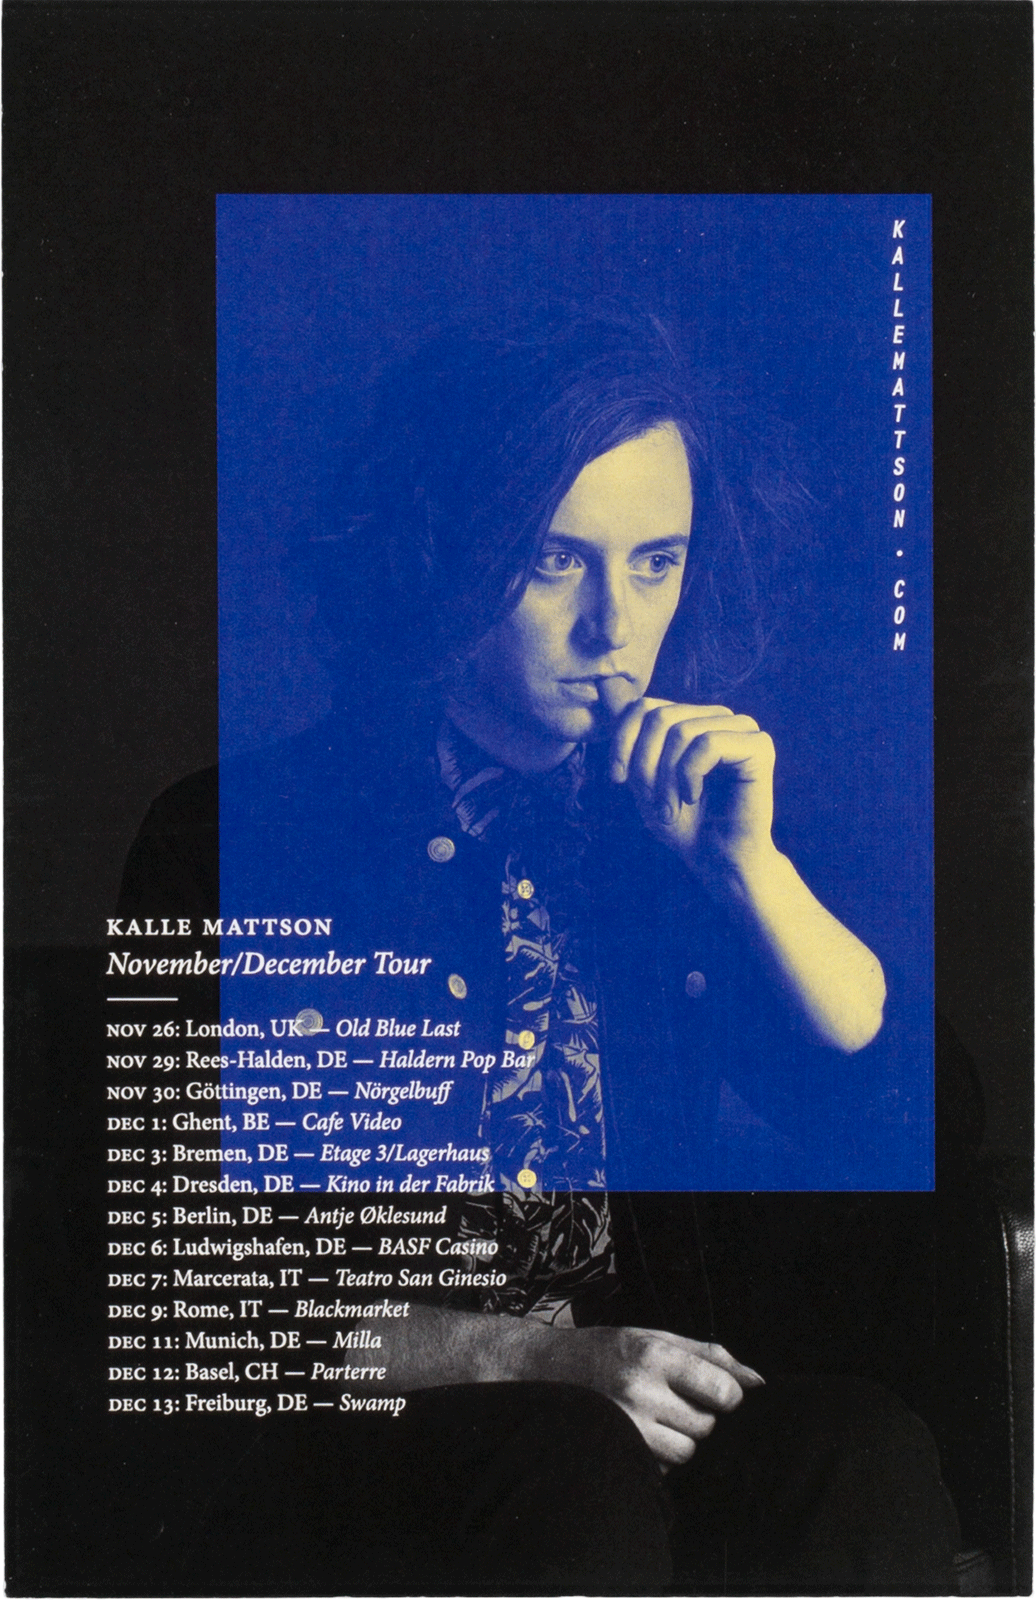 KALLEMATTSON.COM
KALLE MATTSON
November/December Tour
NOV 26: London, UK — Old Blue Last
NOV 29: Rees-Halden, DE — Haldern Pop Bar
NOV 30: Göttingen, DE — Nörgelbuff
DEC 1: Ghent, BE — Cafe Video
DEC 3: Bremen, DE — Etage 3/Lagerhaus
DEC 4: Dresden, DE — Kino in der Fabrik
DEC 5: Berlin, DE — Antje Øklesund
DEC 6: Ludwigshafen, DE — BASF Casino
DEC 7: Marcerata, IT — Teatro San Ginesio
DEC 9: Rome, IT — Blackmarket
DEC 11: Munich, DE — Milla
DEC 12: Basel, CH — Parterre
DEC 13: Freiburg, DE — Swamp